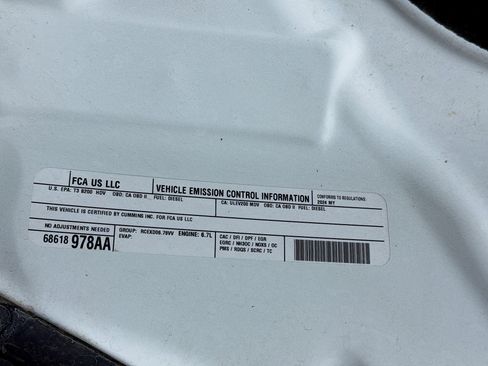 FCA US LLC
VEHICLE EMISSION CONTROL INFORMATION
CONFORMS TO REGULATIONS:
2024 MY
U.S. EPA: T3 B200 HDV OBD: CA OBD II FUEL: DIESEL
CA: ULEV200 MDV OBD: CA OBD II FUEL: DIESEL
THIS VEHICLE IS CERTIFIED BY CUMMINS INC. FOR FCA US LLC
NO ADJUSTMENTS NEEDED
68618 978AA
GROUP: RCEXD06.78VV ENGINE: 6.7L
EVAP:
CAC / DFI / DPF / EGR
EGRC / NH3OC / NOXS / OC
PMS / RDQS / SCRC / TC